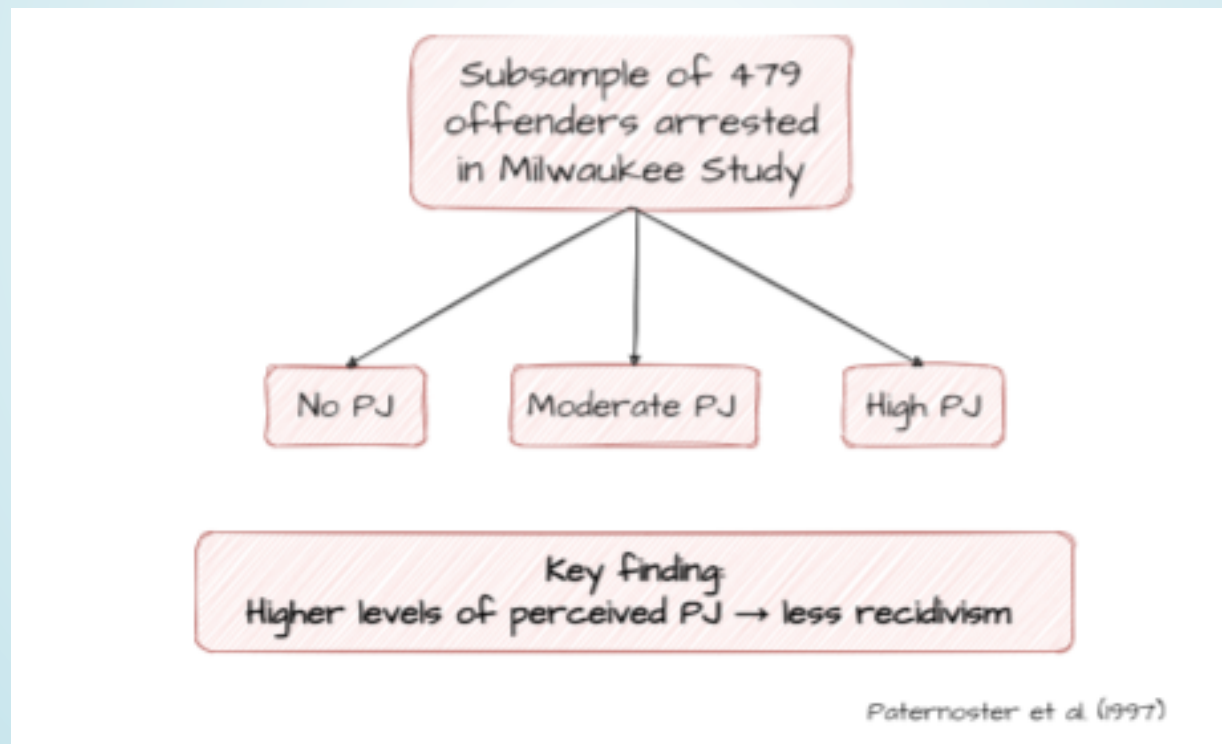 Subsample of 479
offenders arrested
in Milwaukee Study
No PJ
Moderate PJ
High PJ
Key finding:
Higher levels of perceived PJ → less recidivism
Paternoster et al. (1997)